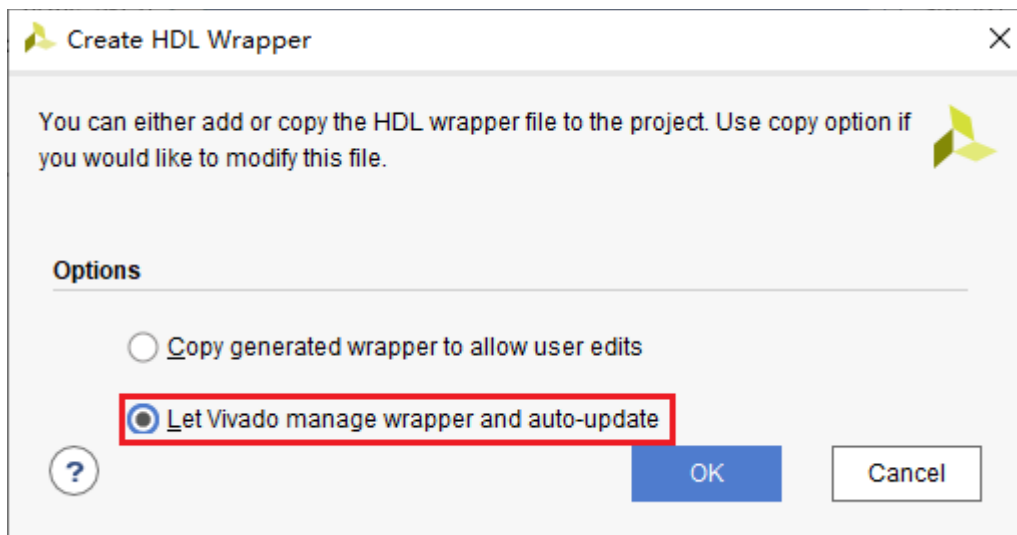 Create HDL Wrapper
You can either add or copy the HDL wrapper file to the project. Use copy option if
you would like to modify this file.
Options
Copy generated wrapper to allow user edits
Let Vivado manage wrapper and auto-update
?
OK
Cancel